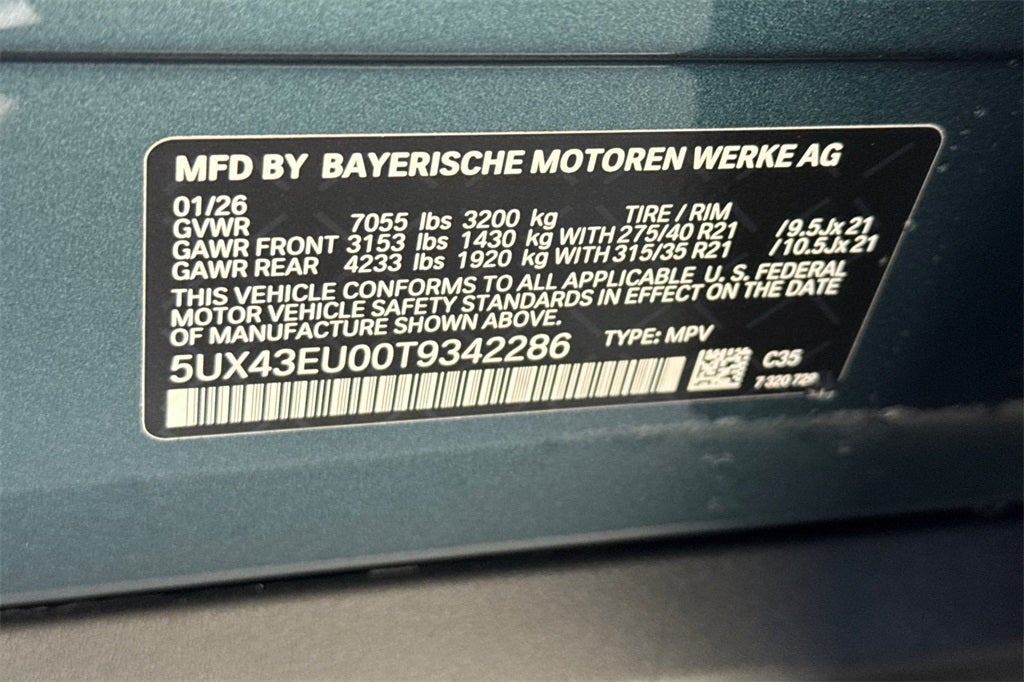 MFD BY BAYERISCHE MOTOREN WERKE AG
01/26 TIRE / RIM
GVWR 7055 lbs 3200 kg
GAWR FRONT 3153 lbs 1430 kg WITH 275/40 R21 /9.5Jx21
GAWR REAR 4233 lbs 1920 kg WITH 315/35 R21 /10.5Jx21
THIS VEHICLE CONFORMS TO ALL APPLICABLE U. S. FEDERAL
MOTOR VEHICLE SAFETY STANDARDS IN EFFECT ON THE DATE
OF MANUFACTURE SHOWN ABOVE.
5UX43EU00T9342286 TYPE: MPV
C35
7 320